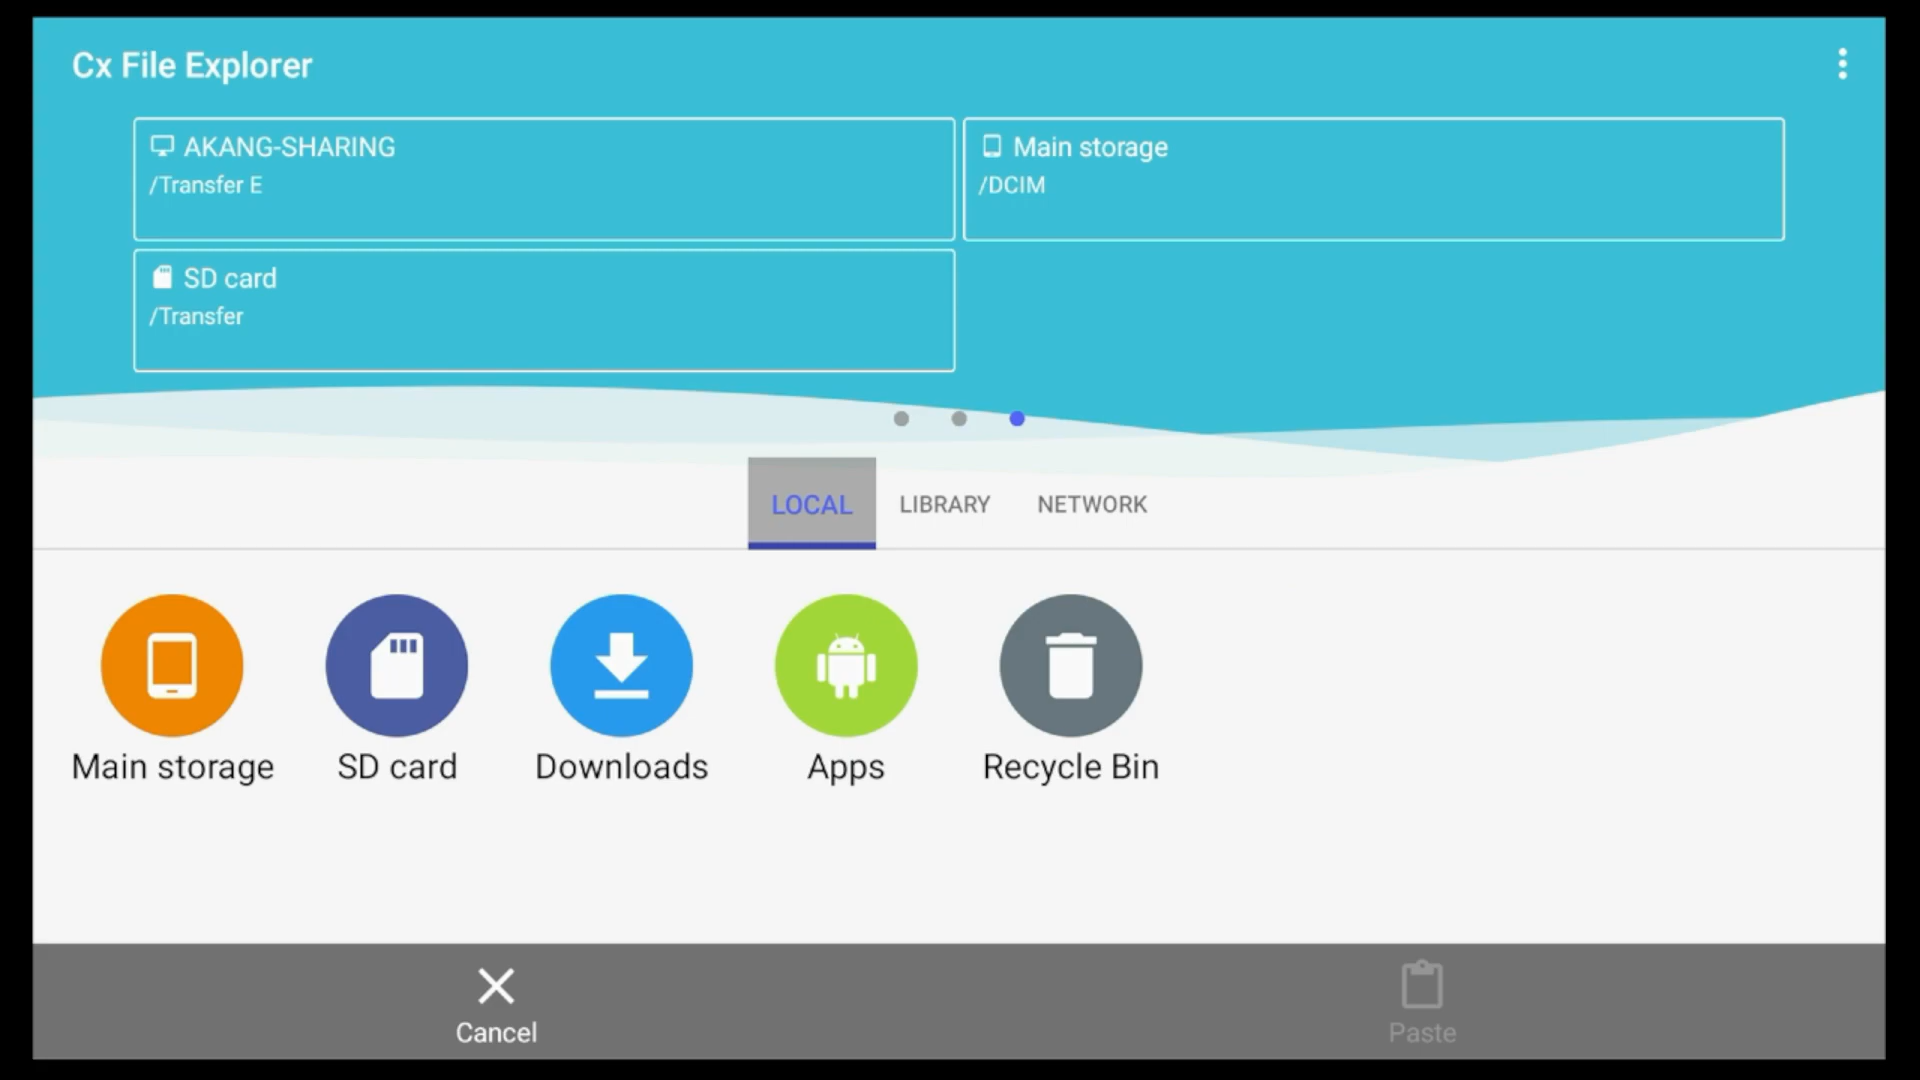 Cx File Explorer
AKANG-SHARING
/Transfer E
Main storage
/DCIM
SD card
/Transfer
LOCAL
LIBRARY
NETWORK
Main storage
SD card
Downloads
Apps
Recycle Bin
Cancel
Paste